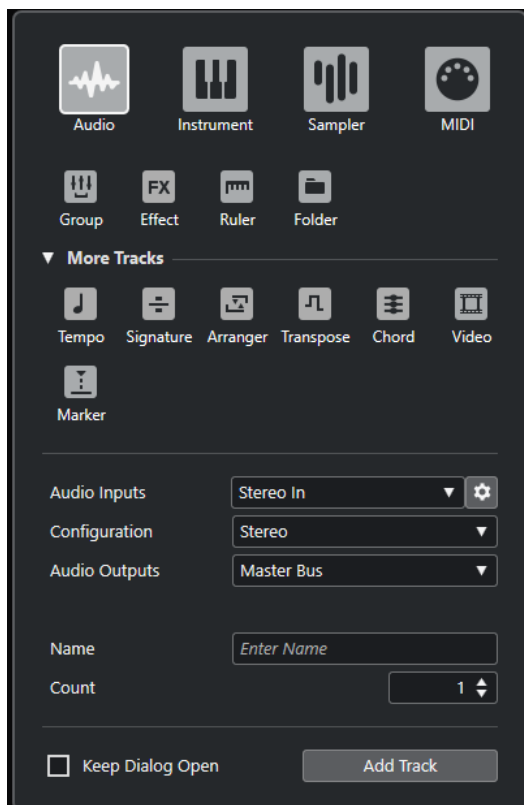 Audio Instrument Sampler MIDI
FX
Group Effect Ruler Folder
▼ More Tracks
Tempo Signature Arranger Transpose Chord Video
Marker
Audio Inputs Stereo In
Configuration Stereo
Audio Outputs Master Bus
Name Enter Name
Count 1
Keep Dialog Open Add Track